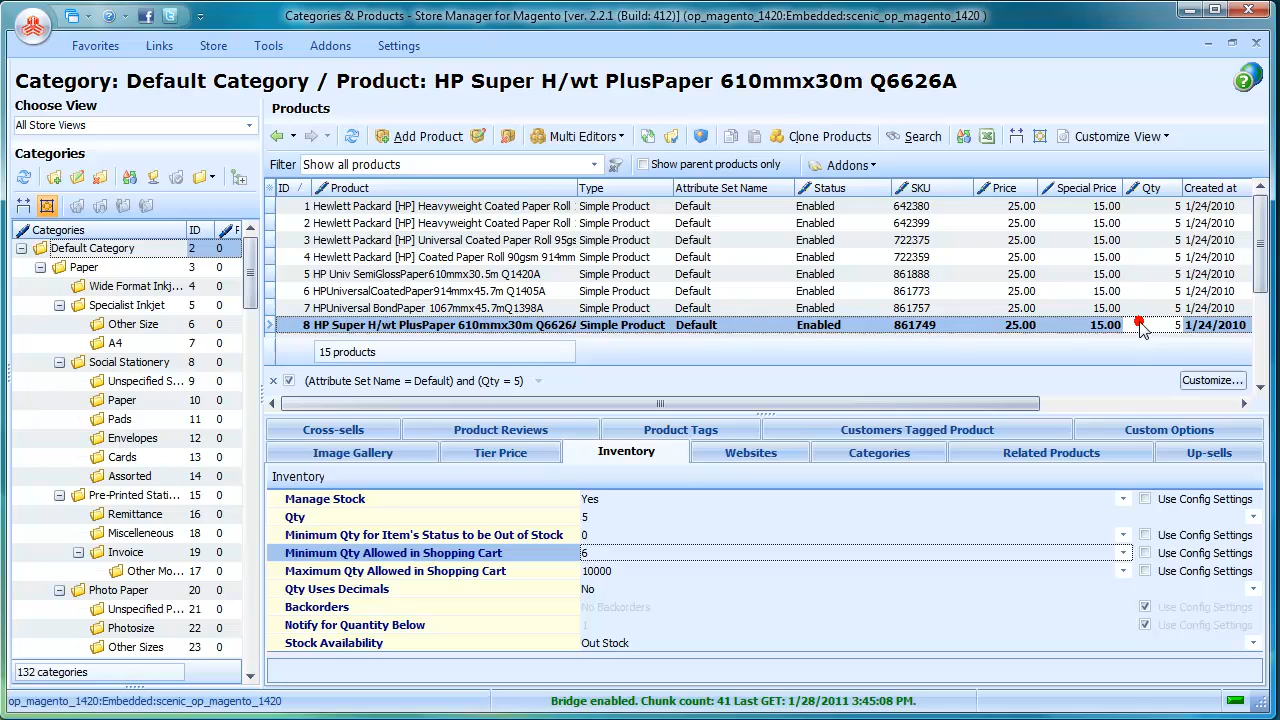 Categories & Products - Store Manager for Magento [ver. 2.2.1 (Build: 412)] (op_magento_1420:Embedded:scenic_op_magento_1420 )
Favorites Links Store Tools Addons Settings
Category: Default Category / Product: HP Super H/wt PlusPaper 610mmx30m Q6626A
Choose View
All Store Views
Categories
Categories ID
Default Category 2 0
Paper 3 0
Wide Format Inkj... 4 0
Specialist Inkjet 5 0
Other Size 6 0
A4 7 0
Social Stationery 8 0
Unspecified S... 9 0
Paper 10 0
Pads 11 0
Envelopes 12 0
Cards 13 0
Assorted 14 0
Pre-Printed Stati... 15 0
Remittance 16 0
Miscelleneous 18 0
Invoice 19 0
Other Mo... 17 0
Photo Paper 20 0
Unspecified P... 21 0
Photosize 22 0
Other Sizes 23 0
132 categories
Products
Add Product Multi Editors Clone Products Search Customize View
Filter Show all products Show parent products only Addons
ID Product Type Attribute Set Name Status SKU Price Special Price Qty Created at
1 Hewlett Packard [HP] Heavyweight Coated Paper Roll Simple Product Default Enabled 642380 25.00 15.00 5 1/24/2010
2 Hewlett Packard [HP] Heavyweight Coated Paper Roll Simple Product Default Enabled 642399 25.00 15.00 5 1/24/2010
3 Hewlett Packard [HP] Universal Coated Paper Roll 95gs Simple Product Default Enabled 722375 25.00 15.00 5 1/24/2010
4 Hewlett Packard [HP] Coated Paper Roll 90gsm 914mm Simple Product Default Enabled 722359 25.00 15.00 5 1/24/2010
5 HP Univ SemiGlossPaper610mmx30.5m Q1420A Simple Product Default Enabled 861888 25.00 15.00 5 1/24/2010
6 HPUniversalCoatedPaper914mmx45.7m Q1405A Simple Product Default Enabled 861773 25.00 15.00 5 1/24/2010
7 HPUniversal BondPaper 1067mmx45.7mQ1398A Simple Product Default Enabled 861757 25.00 15.00 5 1/24/2010
8 HP Super H/wt PlusPaper 610mmx30m Q6626A Simple Product Default Enabled 861749 25.00 15.00 5 1/24/2010
15 products
(Attribute Set Name = Default) and (Qty = 5) Customize...
Cross-sells Product Reviews Product Tags Customers Tagged Product Custom Options
Image Gallery Tier Price Inventory Websites Categories Related Products Up-sells
Inventory
Manage Stock Yes Use Config Settings
Qty 5
Minimum Qty for Item's Status to be Out of Stock 0 Use Config Settings
Minimum Qty Allowed in Shopping Cart 6 Use Config Settings
Maximum Qty Allowed in Shopping Cart 10000 Use Config Settings
Qty Uses Decimals No
Backorders No Backorders Use Config Settings
Notify for Quantity Below 1 Use Config Settings
Stock Availability Out Stock
op_magento_1420:Embedded:scenic_op_magento_1420 Bridge enabled. Chunk count: 41 Last GET: 1/28/2011 3:45:08 PM.